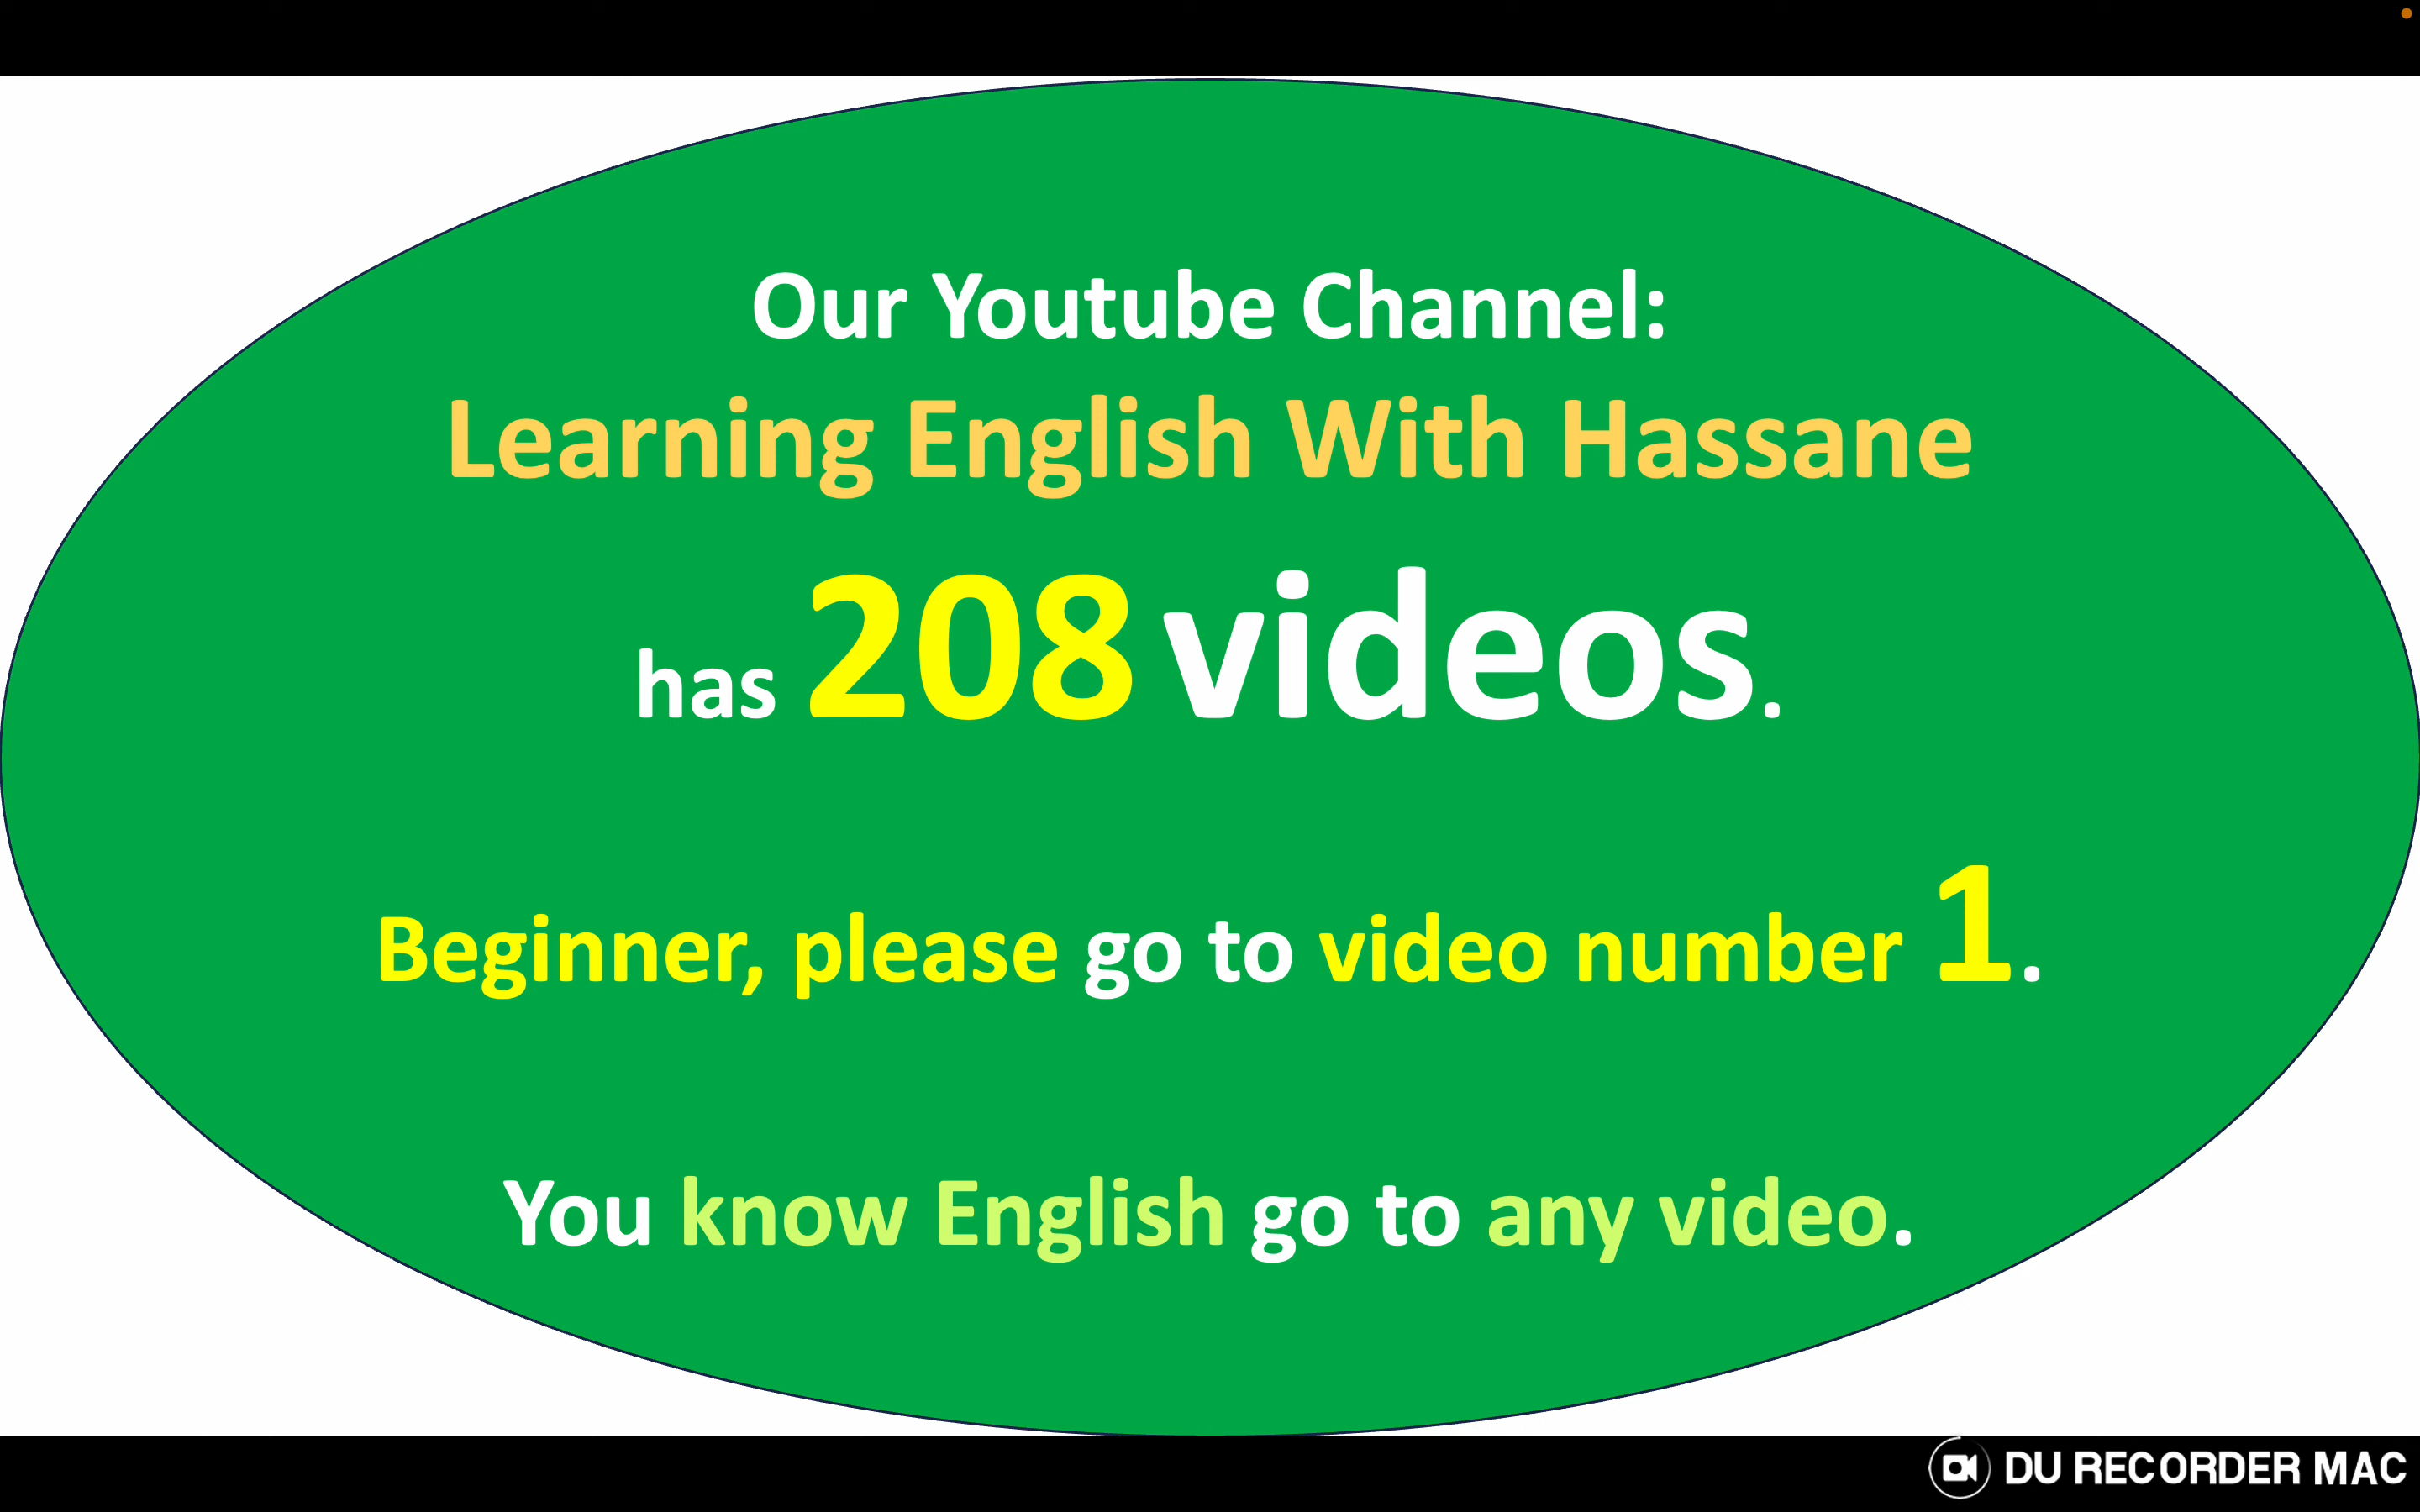 Our Youtube Channel:
Learning English With Hassane
has 208 videos.
Beginner, please go to video number 1.
You know English go to any video.
DU RECORDER MAC